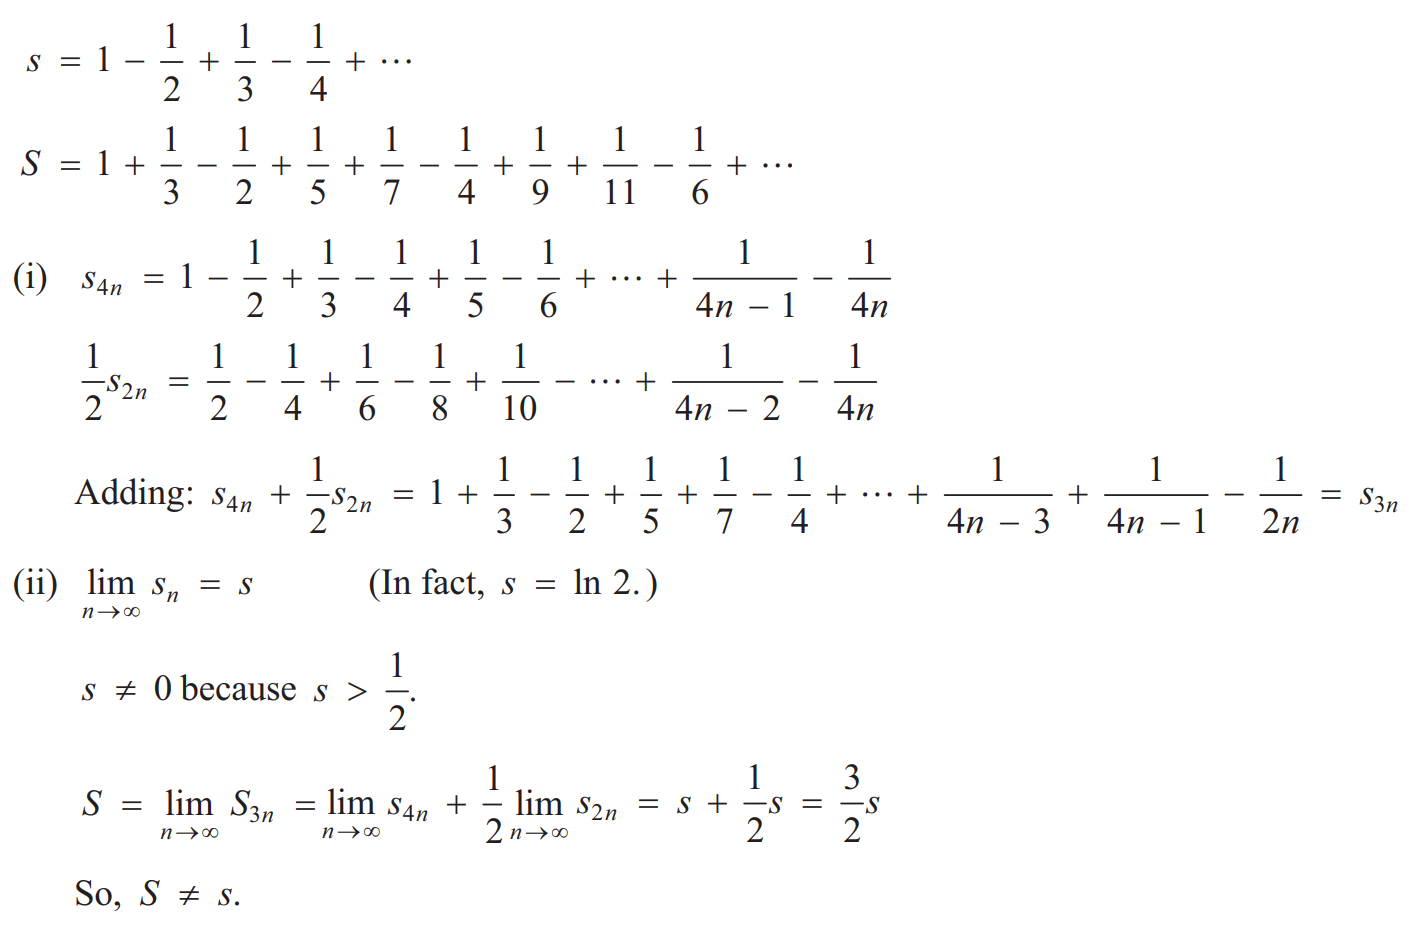 s = 1 − 1/2 + 1/3 − 1/4 + ⋯
S = 1 + 1/3 − 1/2 + 1/5 + 1/7 − 1/4 + 1/9 + 1/11 − 1/6 + ⋯
(i) s_{4n} = 1 − 1/2 + 1/3 − 1/4 + 1/5 − 1/6 + ⋯ + 1/(4n − 1) − 1/(4n)
1/2 s_{2n} = 1/2 − 1/4 + 1/6 − 1/8 + 1/10 − ⋯ + 1/(4n − 2) − 1/(4n)
Adding: s_{4n} + 1/2 s_{2n} = 1 + 1/3 − 1/2 + 1/5 + 1/7 − 1/4 + ⋯ + 1/(4n − 3) + 1/(4n − 1) − 1/(2n) = s_{3n}
(ii) lim_{n→∞} s_n = s (In fact, s = ln 2.)
s ≠ 0 because s > 1/2.
S = lim_{n→∞} S_{3n} = lim_{n→∞} s_{4n} + 1/2 lim_{n→∞} s_{2n} = s + 1/2 s = 3/2 s
So, S ≠ s.